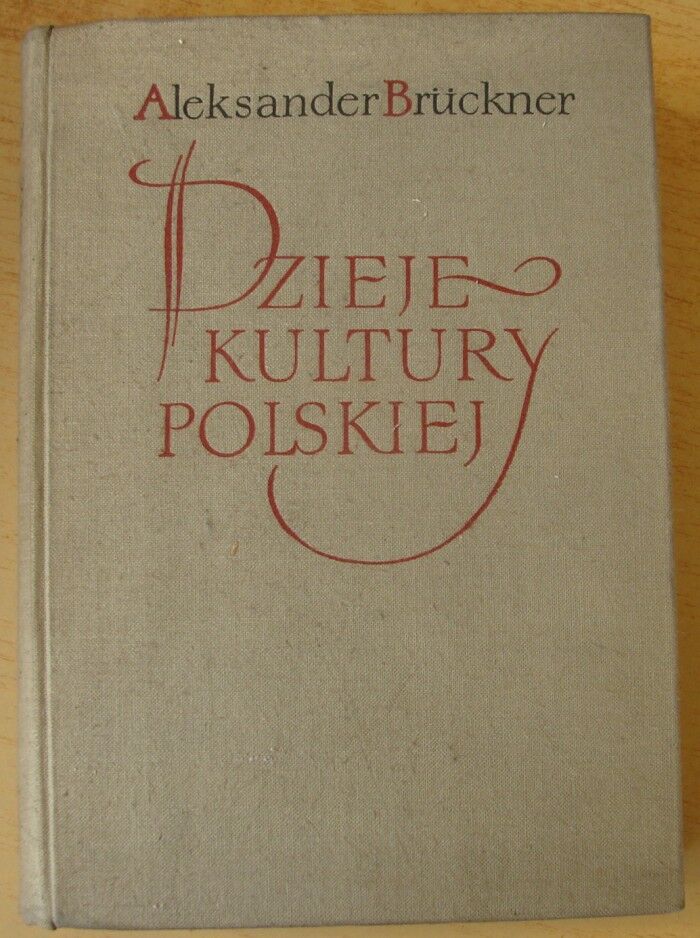 Aleksander Brückner
DZIEJE
KULTURY
POLSKIEJ